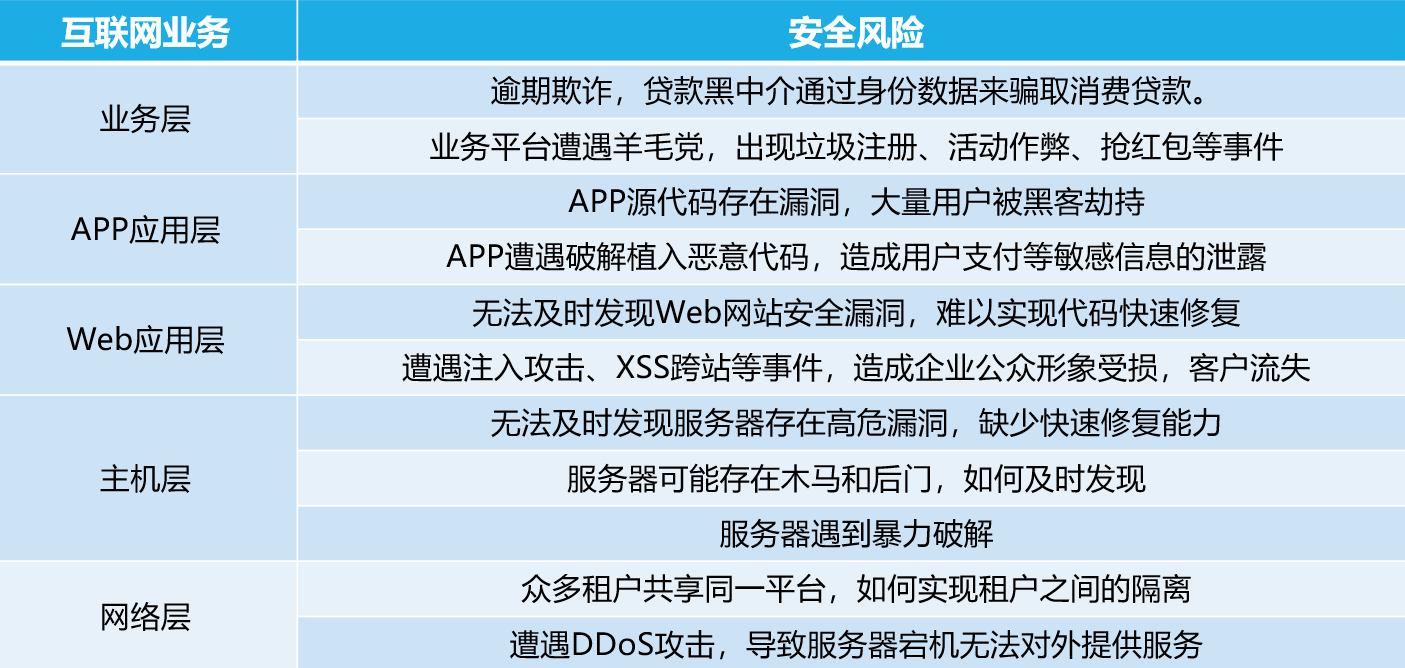 互联网业务
安全风险
业务层
逾期欺诈，贷款黑中介通过身份数据来骗取消费贷款。
业务平台遭遇羊毛党，出现垃圾注册、活动作弊、抢红包等事件
APP应用层
APP源代码存在漏洞，大量用户被黑客劫持
APP遭遇破解植入恶意代码，造成用户支付等敏感信息的泄露
Web应用层
无法及时发现Web网站安全漏洞，难以实现代码快速修复
遭遇注入攻击、XSS跨站等事件，造成企业公众形象受损，客户流失
主机层
无法及时发现服务器存在高危漏洞，缺少快速修复能力
服务器可能存在木马和后门，如何及时发现
服务器遇到暴力破解
网络层
众多租户共享同一平台，如何实现租户之间的隔离
遭遇DDoS攻击，导致服务器宕机无法对外提供服务